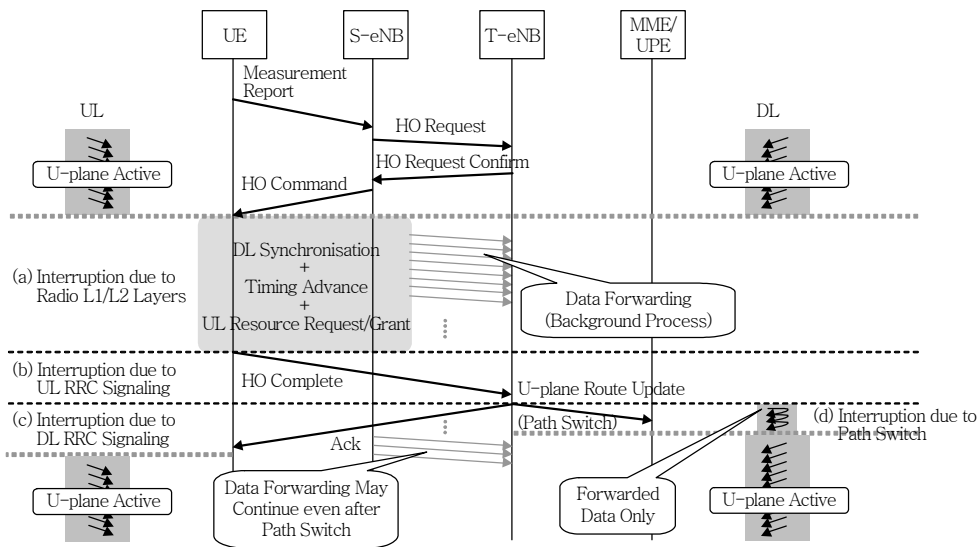 UE
S-eNB
T-eNB
MME/
UPE
Measurement
Report
UL
HO Request
DL
U-plane Active
HO Request Confirm
HO Command
U-plane Active
(a) Interruption due to
Radio L1/L2 Layers
DL Synchronisation
+
Timing Advance
+
UL Resource Request/Grant
Data Forwarding
(Background Process)
(b) Interruption due to
UL RRC Signaling
HO Complete
U-plane Route Update
(Path Switch)
(c) Interruption due to
DL RRC Signaling
(d) Interruption due to
Path Switch
Ack
U-plane Active
Data Forwarding May
Continue even after
Path Switch
Forwarded
Data Only
U-plane Active